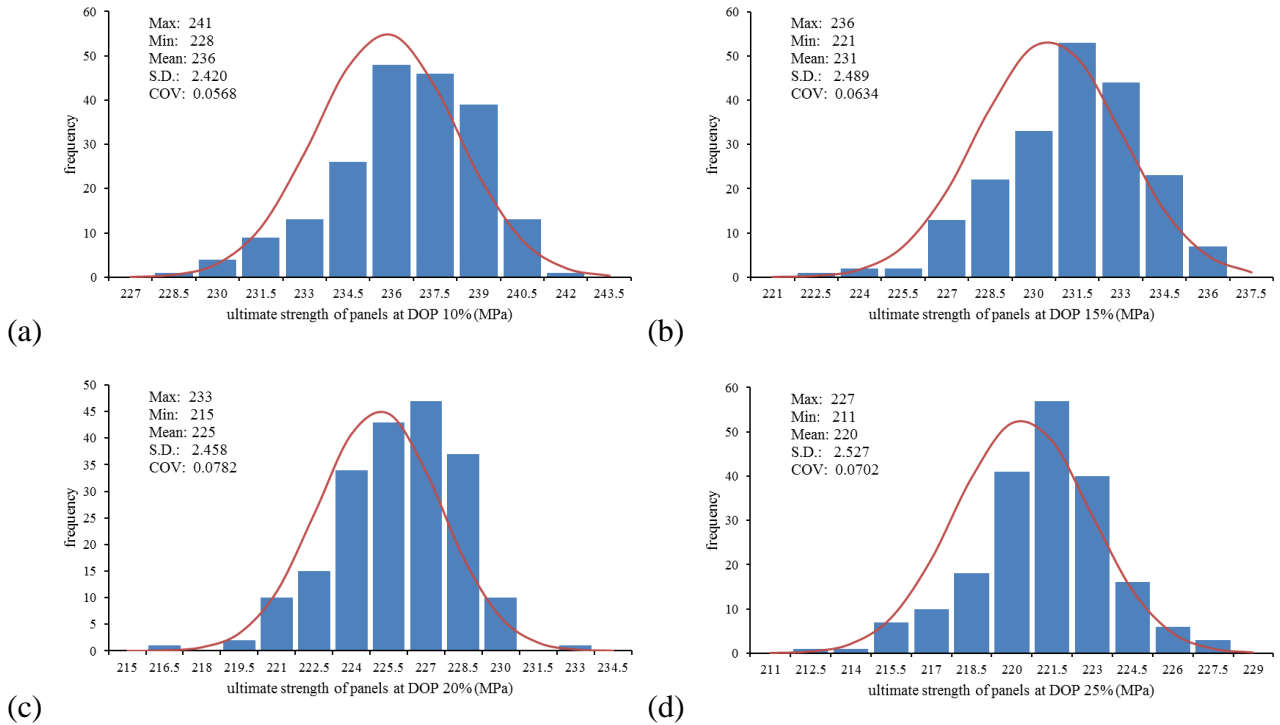 Max: 241
Min: 228
Mean: 236
S.D.: 2.420
COV: 0.0568
60
50
40
30
20
10
0
frequency
227 228.5 230 231.5 233 234.5 236 237.5 239 240.5 242 243.5
ultimate strength of panels at DOP 10% (MPa)
(a)
Max: 236
Min: 221
Mean: 231
S.D.: 2.489
COV: 0.0634
60
50
40
30
20
10
0
frequency
221 222.5 224 225.5 227 228.5 230 231.5 233 234.5 236 237.5
ultimate strength of panels at DOP 15% (MPa)
(b)
Max: 233
Min: 215
Mean: 225
S.D.: 2.458
COV: 0.0782
50
45
40
35
30
25
20
15
10
5
0
frequency
215 216.5 218 219.5 221 222.5 224 225.5 227 228.5 230 231.5 233 234.5
ultimate strength of panels at DOP 20% (MPa)
(c)
Max: 227
Min: 211
Mean: 220
S.D.: 2.527
COV: 0.0702
60
50
40
30
20
10
0
frequency
211 212.5 214 215.5 217 218.5 220 221.5 223 224.5 226 227.5 229
ultimate strength of panels at DOP 25% (MPa)
(d)